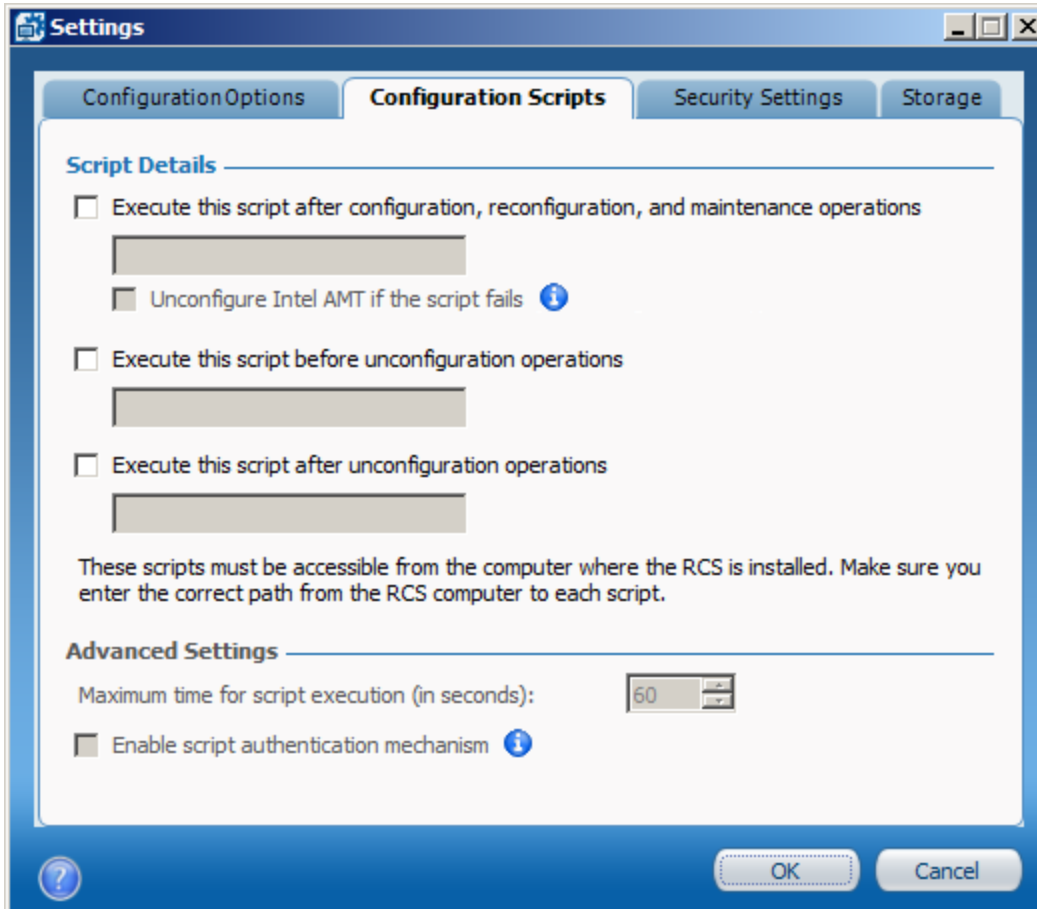 Settings
Configuration Options
Configuration Scripts
Security Settings
Storage
Script Details
Execute this script after configuration, reconfiguration, and maintenance operations
Unconfigure Intel AMT if the script fails
Execute this script before unconfiguration operations
Execute this script after unconfiguration operations
These scripts must be accessible from the computer where the RCS is installed. Make sure you
enter the correct path from the RCS computer to each script.
Advanced Settings
Maximum time for script execution (in seconds):
60
Enable script authentication mechanism
OK
Cancel